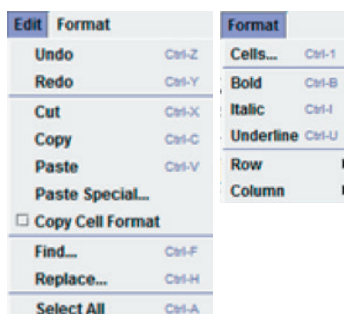 Edit Format
Undo Ctrl-Z
Redo Ctrl-Y
Cut Ctrl-X
Copy Ctrl-C
Paste Ctrl-V
Paste Special...
Copy Cell Format
Find... Ctrl-F
Replace... Ctrl-H
Select All Ctrl-A
Format
Cells... Ctrl-1
Bold Ctrl-B
Italic Ctrl-I
Underline Ctrl-U
Row
Column